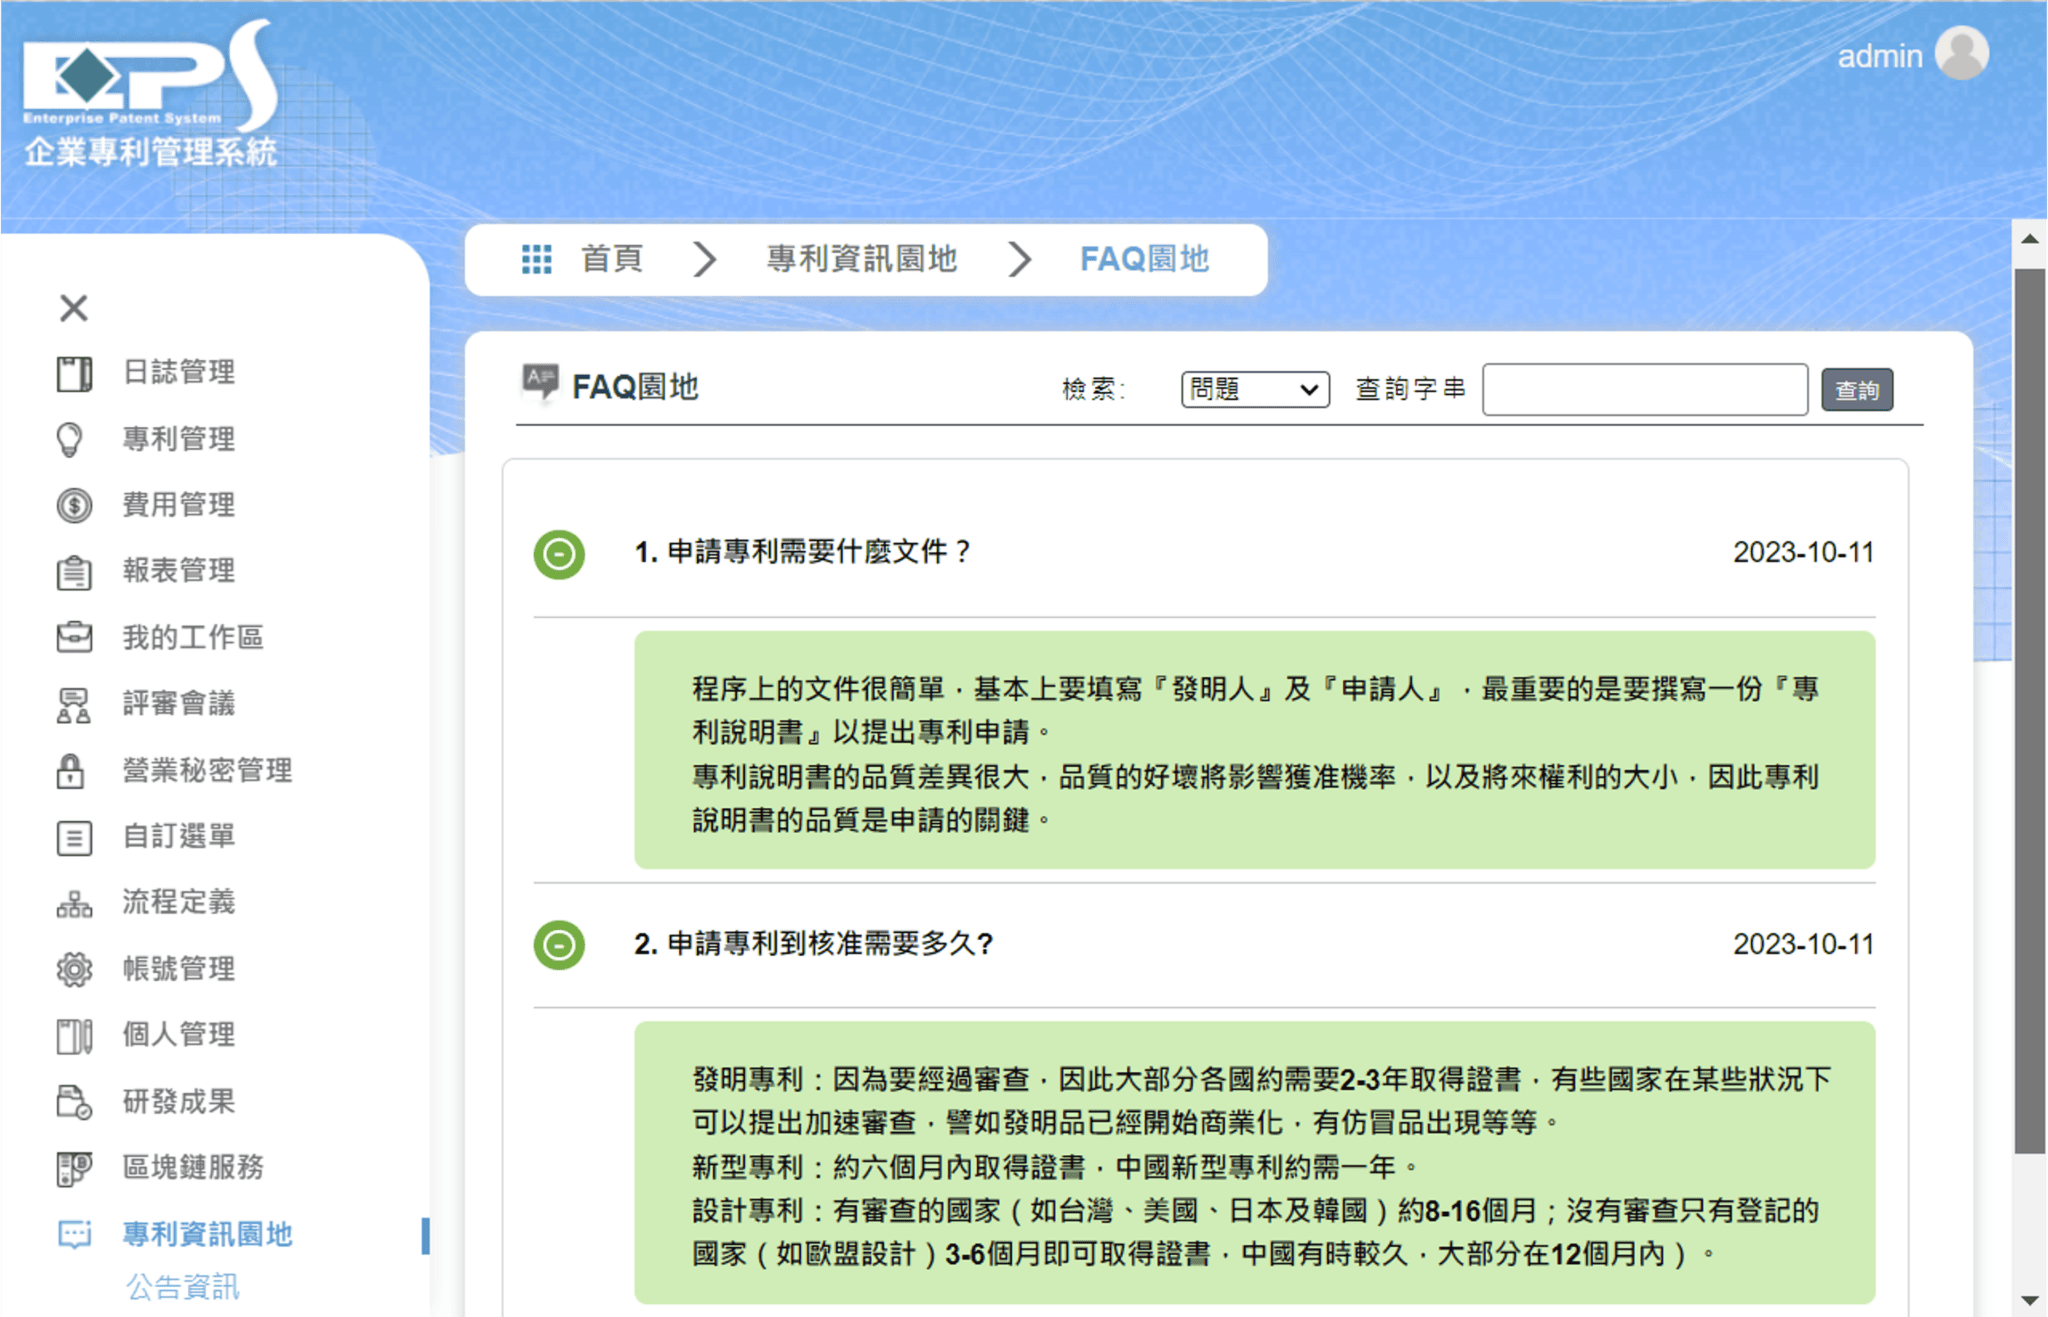 EPS
Enterprise Patent System
企業專利管理系統
admin
首頁 專利資訊園地 FAQ園地
日誌管理
專利管理
費用管理
報表管理
我的工作區
評審會議
營業秘密管理
自訂選單
流程定義
帳號管理
個人管理
研發成果
區塊鏈服務
專利資訊園地
公告資訊
FAQ園地 檢索: 問題 查詢字串 查詢
1. 申請專利需要什麼文件？ 2023-10-11
程序上的文件很簡單，基本上要填寫『發明人』及『申請人』，最重要的是要撰寫一份『專
利說明書』以提出專利申請。
專利說明書的品質差異很大，品質的好壞將影響獲准機率，以及將來權利的大小，因此專利
說明書的品質是申請的關鍵。
2. 申請專利到核准需要多久? 2023-10-11
發明專利：因為要經過審查，因此大部分各國約需要2-3年取得證書，有些國家在某些狀況下
可以提出加速審查，譬如發明品已經開始商業化，有仿冒品出現等等。
新型專利：約六個月內取得證書，中國新型專利約需一年。
設計專利：有審查的國家（如台灣、美國、日本及韓國）約8-16個月；沒有審查只有登記的
國家（如歐盟設計）3-6個月即可取得證書，中國有時較久，大部分在12個月內）。